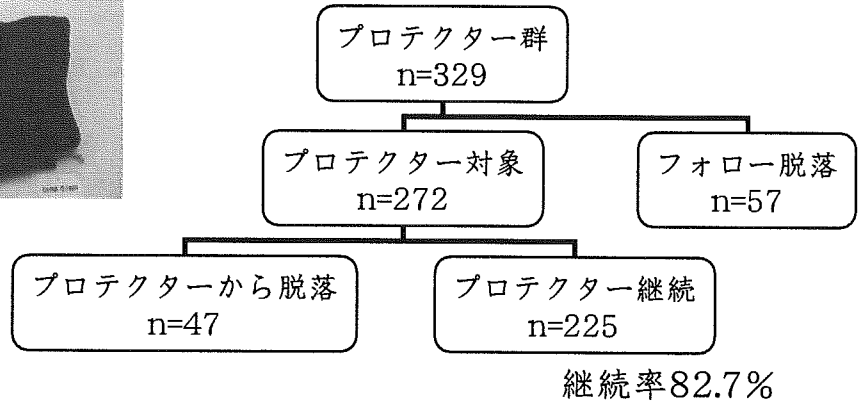 プロテクター群
n=329
プロテクター対象
n=272
フォロー脱落
n=57
プロテクターから脱落
n=47
プロテクター継続
n=225
継続率82.7%